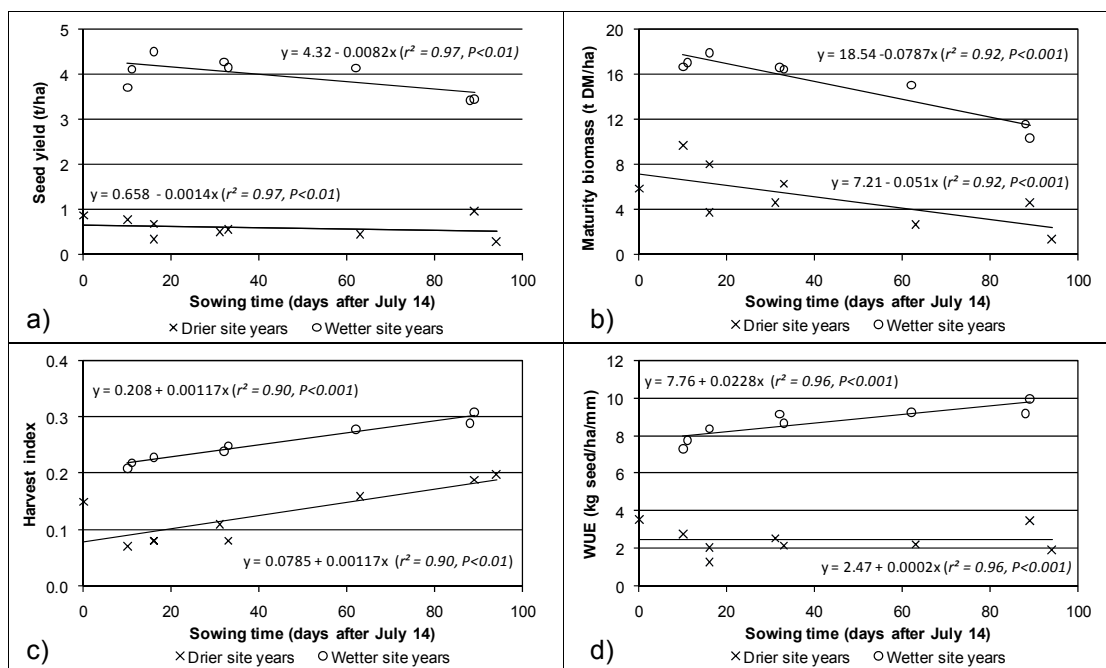 5
4
3
2
1
0
Seed yield (t/ha)
y = 4.32 - 0.0082x (r² = 0.97, P<0.01)
y = 0.658 - 0.0014x (r² = 0.97, P<0.01)
0 20 40 60 80 100
Sowing time (days after July 14)
a)
× Drier site years ○ Wetter site years
20
16
12
8
4
0
Maturity biomass (t DM/ha)
y = 18.54 -0.0787x (r² = 0.92, P<0.001)
y = 7.21 - 0.051x (r² = 0.92, P<0.001)
0 20 40 60 80 100
Sowing time (days after July 14)
b)
× Drier site years ○ Wetter site years
0.4
0.3
0.2
0.1
0.0
Harvest index
y = 0.208 + 0.00117x (r² = 0.90, P<0.001)
y = 0.0785 + 0.00117x (r² = 0.90, P<0.01)
0 20 40 60 80 100
Sowing time (days after July 14)
c)
× Drier site years ○ Wetter site years
12
10
8
6
4
2
0
WUE (kg seed/ha/mm)
y = 7.76 + 0.0228x (r² = 0.96, P<0.001)
y = 2.47 + 0.0002x (r² = 0.96, P<0.001)
0 20 40 60 80 100
Sowing time (days after July 14)
d)
× Drier site years ○ Wetter site years